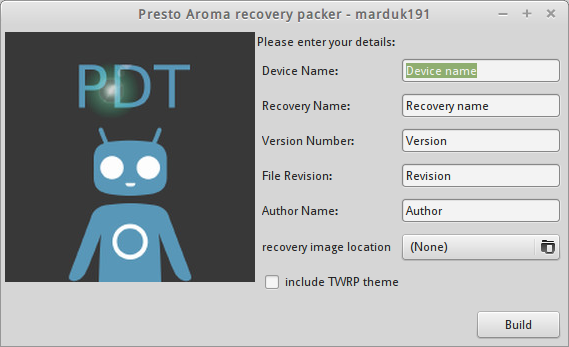 Presto Aroma recovery packer - marduk191
PDT
Please enter your details:
Device Name: Device name
Recovery Name: Recovery name
Version Number: Version
File Revision: Revision
Author Name: Author
recovery image location (None)
include TWRP theme
Build